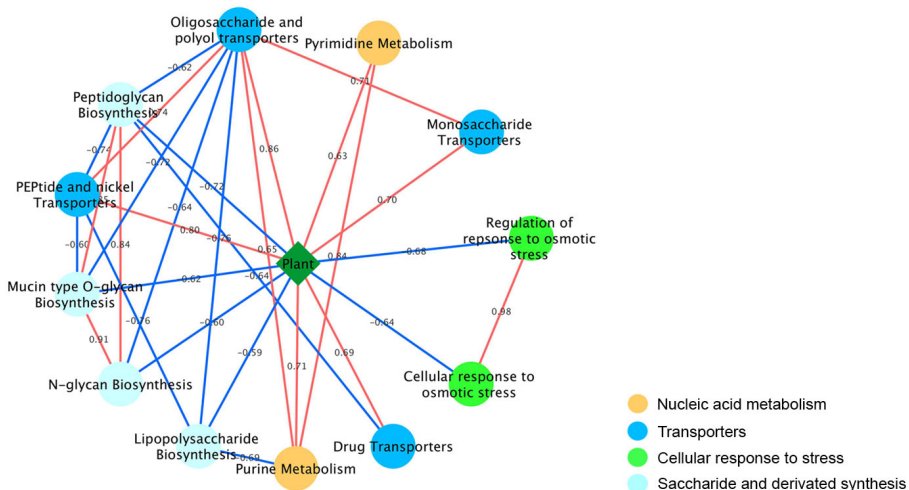 Oligosaccharide and
polyol transporters
Pyrimidine Metabolism
-0.62
0.71
Peptidoglycan
Biosynthesis
0.74
Monosaccharide
Transporters
0.86
0.63
-0.74
-0.72
PEPtide and nickel
Transporters
-0.72
0.70
-0.64
Regulation of
repsonse to osmotic
stress
0.80
-0.76
-0.60
0.84
0.65
0.84
-0.68
Plant
Mucin type O-glycan
Biosynthesis
0.62
-0.64
0.98
-0.76
-0.60
-0.64
0.91
-0.59
0.69
0.71
N-glycan Biosynthesis
Cellular response to
osmotic stress
Lipopolysaccharide
Biosynthesis
-0.69
Purine Metabolism
Drug Transporters
Nucleic acid metabolism
Transporters
Cellular response to stress
Saccharide and derivated synthesis